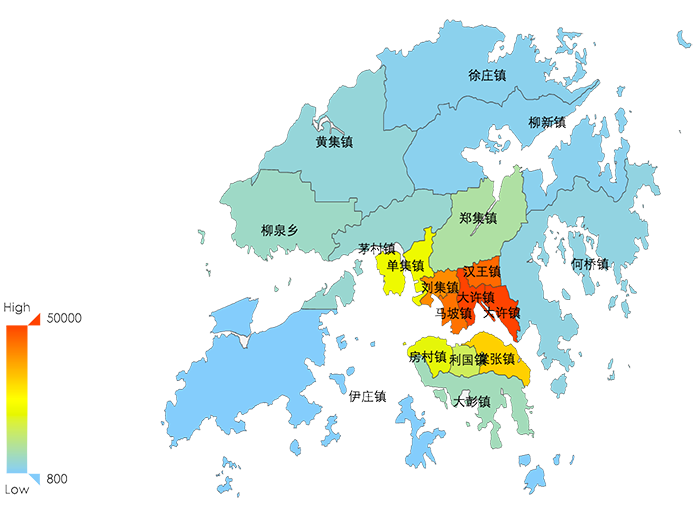 徐庄镇
柳新镇
黄集镇
郑集镇
柳泉乡
茅村镇
单集镇
何桥镇
汉王镇
刘集镇
大许镇
马坡镇
大许镇
房村镇
利国镇
张镇
伊庄镇
大彭镇
High
50000
800
Low